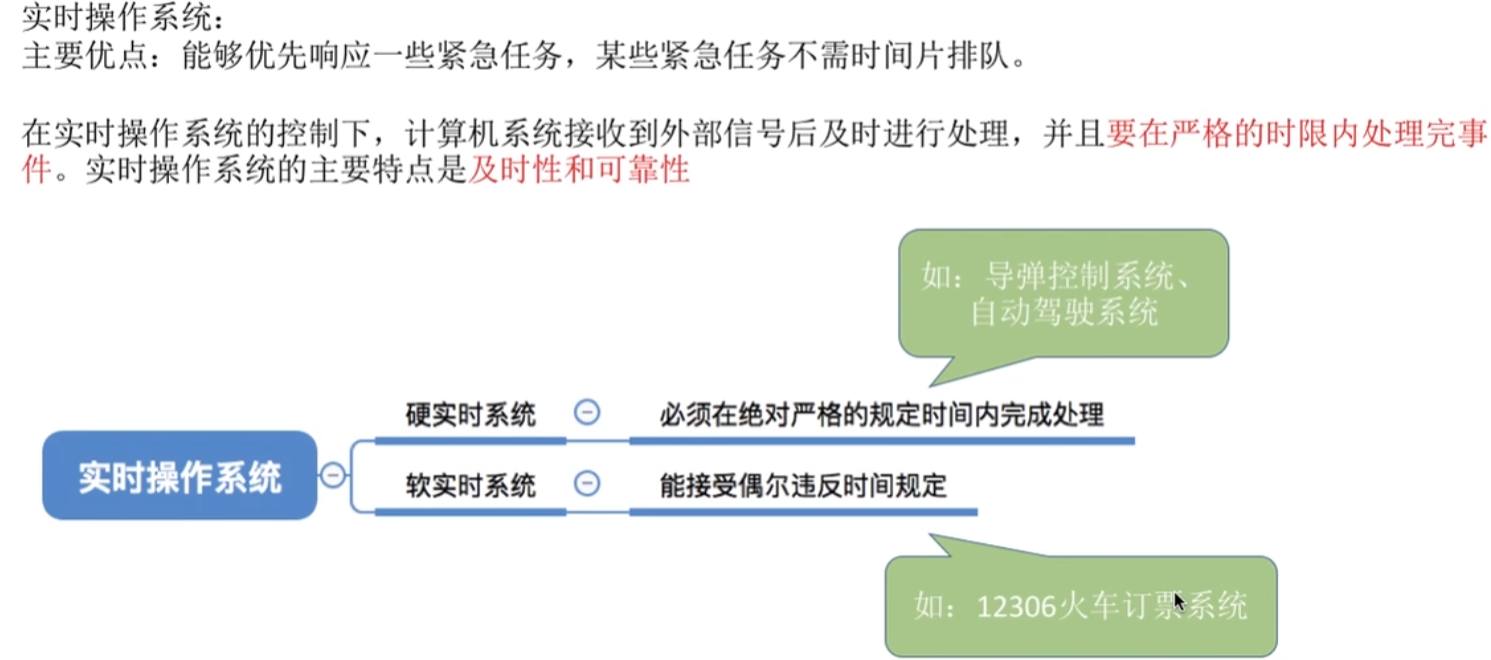 实时操作系统：
主要优点：能够优先响应一些紧急任务，某些紧急任务不需时间片排队。
在实时操作系统的控制下，计算机系统接收到外部信号后及时进行处理，并且要在严格的时限内处理完事
件。实时操作系统的主要特点是及时性和可靠性
如：导弹控制系统、
自动驾驶系统
硬实时系统
必须在绝对严格的规定时间内完成处理
实时操作系统
软实时系统
能接受偶尔违反时间规定
如：12306火车订票系统